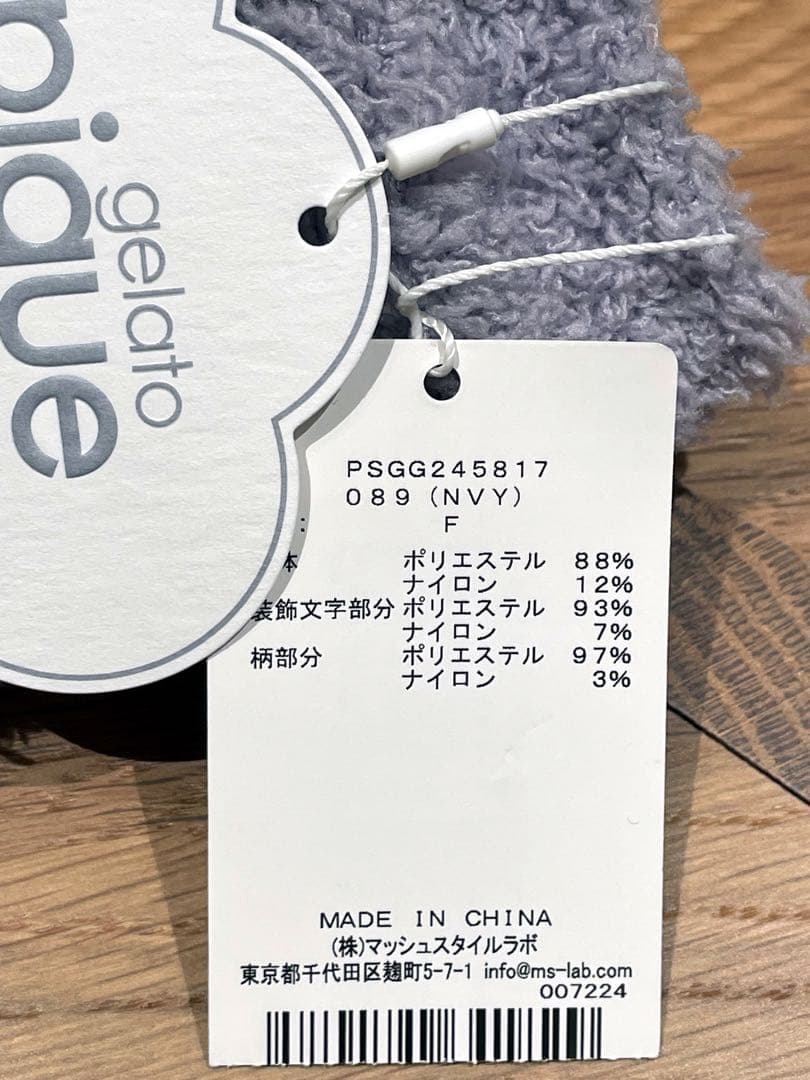 pique
gelato
PSGG245817
089 (NVY)
F
:
体 ポリエステル 88%
ナイロン 12%
装飾文字部分 ポリエステル 93%
ナイロン 7%
柄部分 ポリエステル 97%
ナイロン 3%
MADE IN CHINA
(株)マッシュスタイルラボ
東京都千代田区麹町5-7-1 info@ms-lab.com
007224